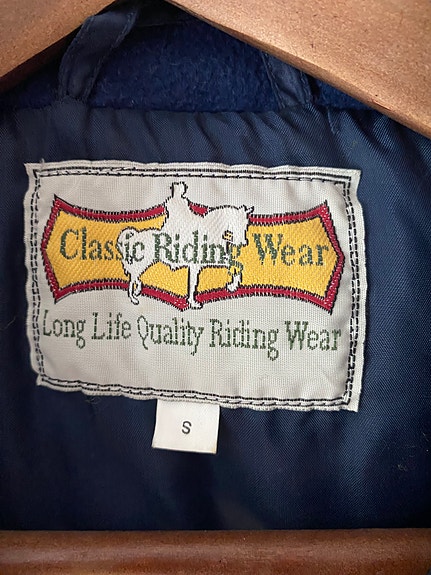 Classic Riding Wear
Long Life Quality Riding Wear
S